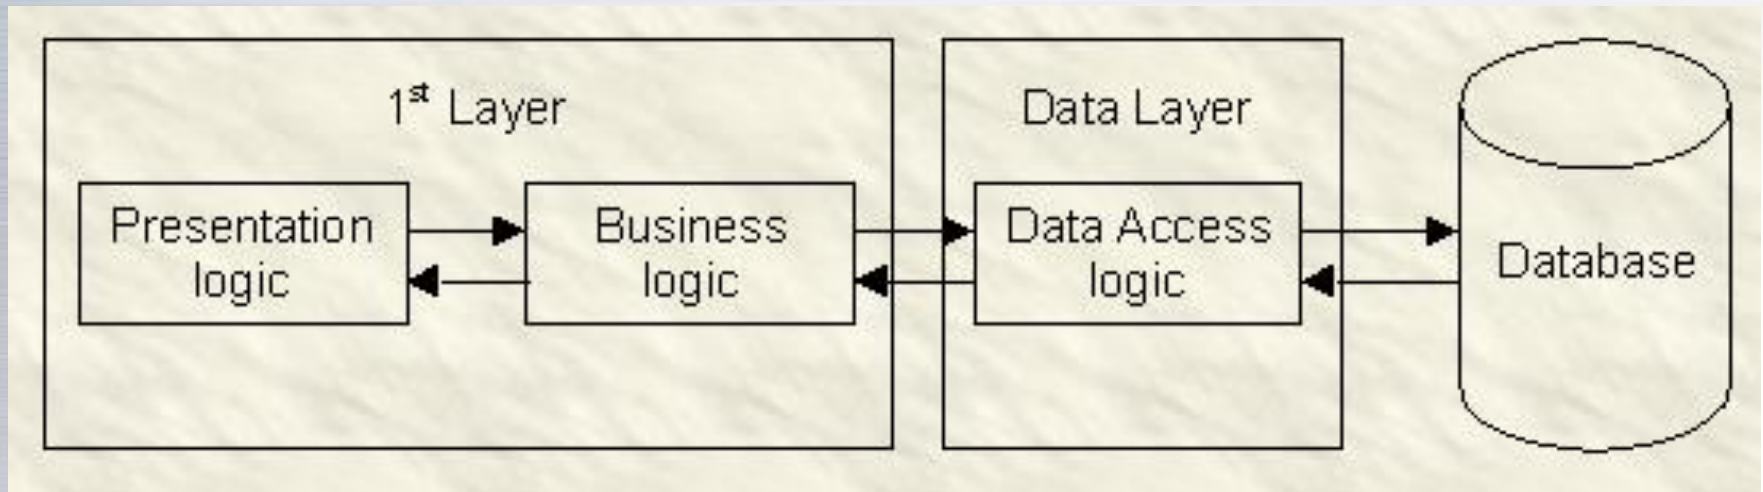 1st Layer
Presentation
logic
Business
logic
Data Layer
Data Access
logic
Database